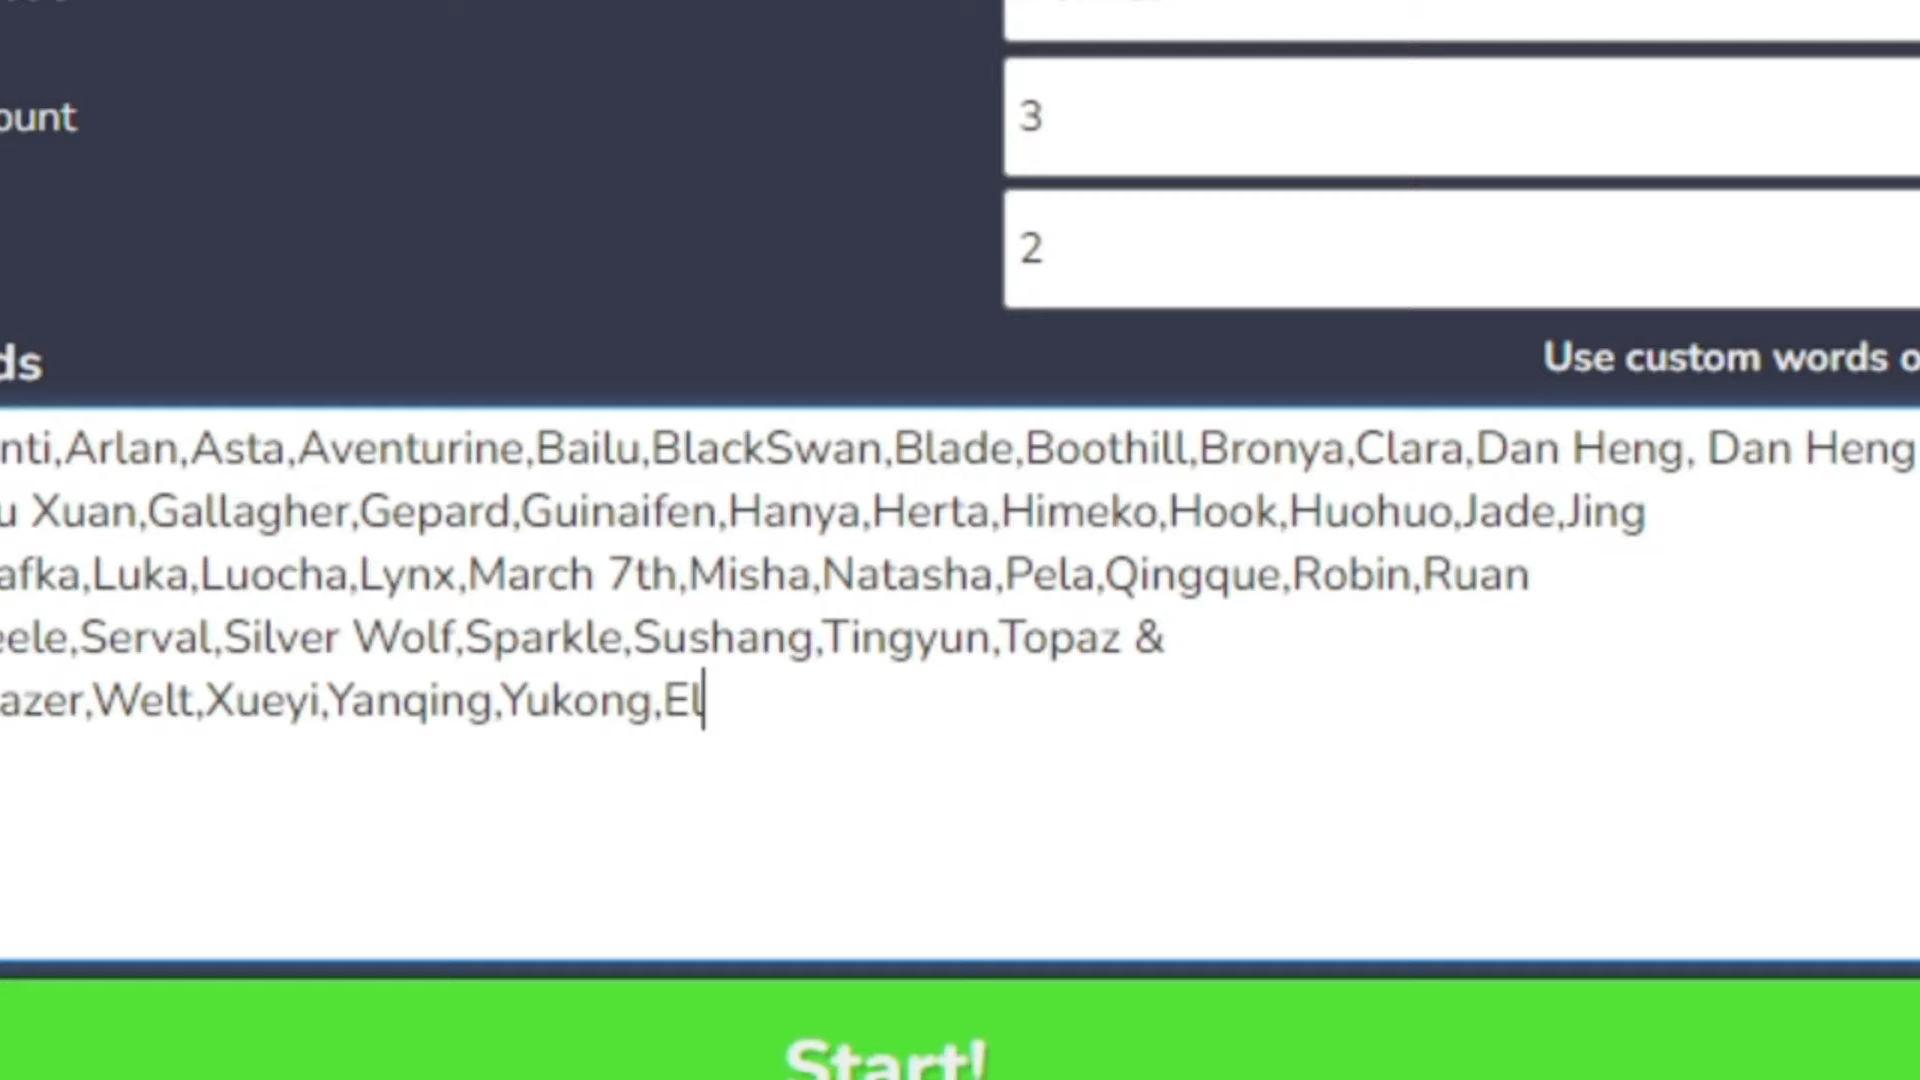 ount
3
2
ds
Use custom words o
nti,Arlan,Asta,Aventurine,Bailu,BlackSwan,Blade,Boothill,Bronya,Clara,Dan Heng, Dan Heng
u Xuan,Gallagher,Gepard,Guinaifen,Hanya,Herta,Himeko,Hook,Huohuo,Jade,Jing
afka,Luka,Luocha,Lynx,March 7th,Misha,Natasha,Pela,Qingque,Robin,Ruan
eele,Serval,Silver Wolf,Sparkle,Sushang,Tingyun,Topaz &
azer,Welt,Xueyi,Yanqing,Yukong,El
Start!